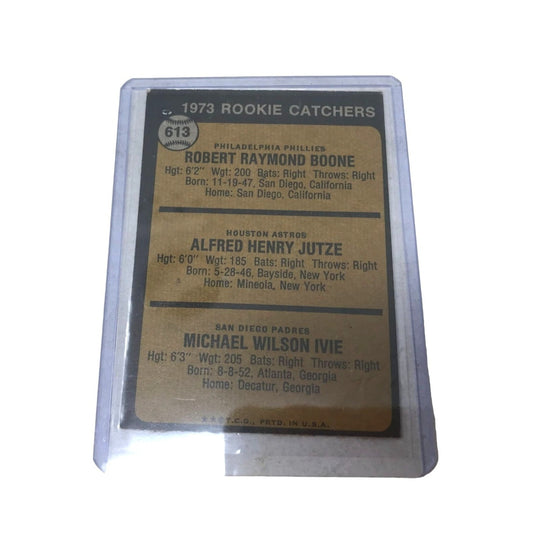 1973 ROOKIE CATCHERS
613
PHILADELPHIA PHILLIES
ROBERT RAYMOND BOONE
Hgt: 6'2" Wgt: 200 Bats: Right Throws: Right
Born: 11-19-47, San Diego, California
Home: San Diego, California
HOUSTON ASTROS
ALFRED HENRY JUTZE
Hgt: 6'0" Wgt: 185 Bats: Right Throws: Right
Born: 5-28-46, Bayside, New York
Home: Mineola, New York
SAN DIEGO PADRES
MICHAEL WILSON IVIE
Hgt: 6'3" Wgt: 205 Bats: Right Throws: Right
Born: 8-8-52, Atlanta, Georgia
Home: Decatur, Georgia
★★©T.C.G., PRTD. IN U.S.A.